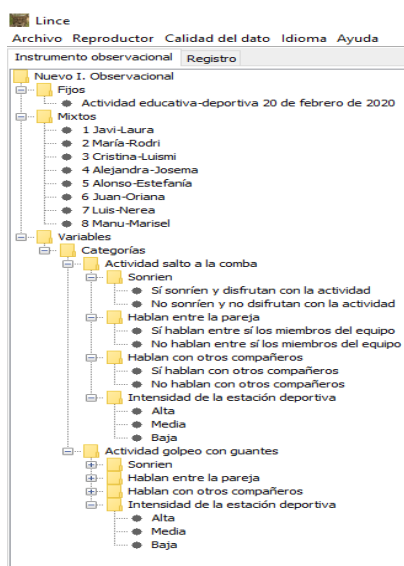 Lince
Archivo Reproductor Calidad del dato Idioma Ayuda
Instrumento observacional Registro
Nuevo I. Observacional
Fijos
Actividad educativa-deportiva 20 de febrero de 2020
Mixtos
1 Javi-Laura
2 María-Rodri
3 Cristina-Luismi
4 Alejandra-Josema
5 Alonso-Estefanía
6 Juan-Oriana
7 Luis-Nerea
8 Manu-Marisel
Variables
Categorías
Actividad salto a la comba
Sonrien
Sí sonríen y disfrutan con la actividad
No sonríen y no dsifrutan con la actividad
Hablan entre la pareja
Sí hablan entre sí los miembros del equipo
No hablan entre sí los miembros del equipo
Hablan con otros compañeros
Sí hablan con otros compañeros
No hablan con otros compañeros
Intensidad de la estación deportiva
Alta
Media
Baja
Actividad golpeo con guantes
Sonrien
Hablan entre la pareja
Hablan con otros compañeros
Intensidad de la estación deportiva
Alta
Media
Baja